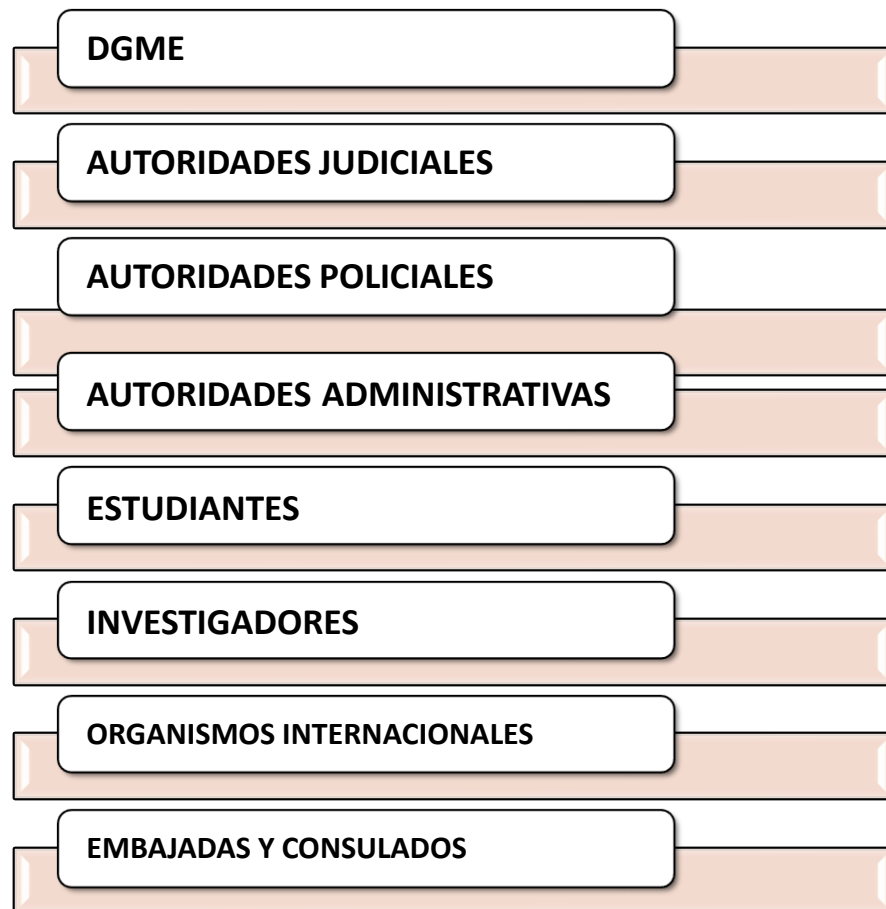 DGME
AUTORIDADES JUDICIALES
AUTORIDADES POLICIALES
AUTORIDADES ADMINISTRATIVAS
ESTUDIANTES
INVESTIGADORES
ORGANISMOS INTERNACIONALES
EMBAJADAS Y CONSULADOS